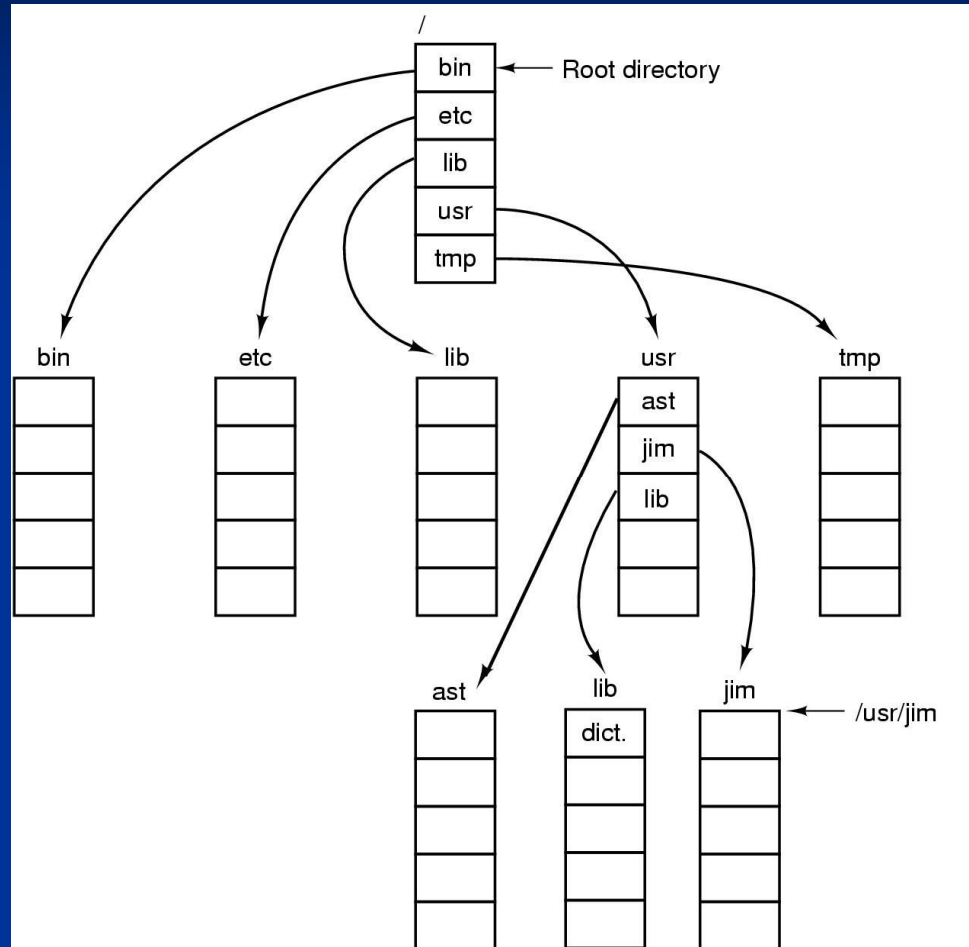 /
bin
Root directory
etc
lib
usr
tmp
bin
etc
lib
usr
tmp
ast
jim
lib
ast
lib
jim
/usr/jim
dict.